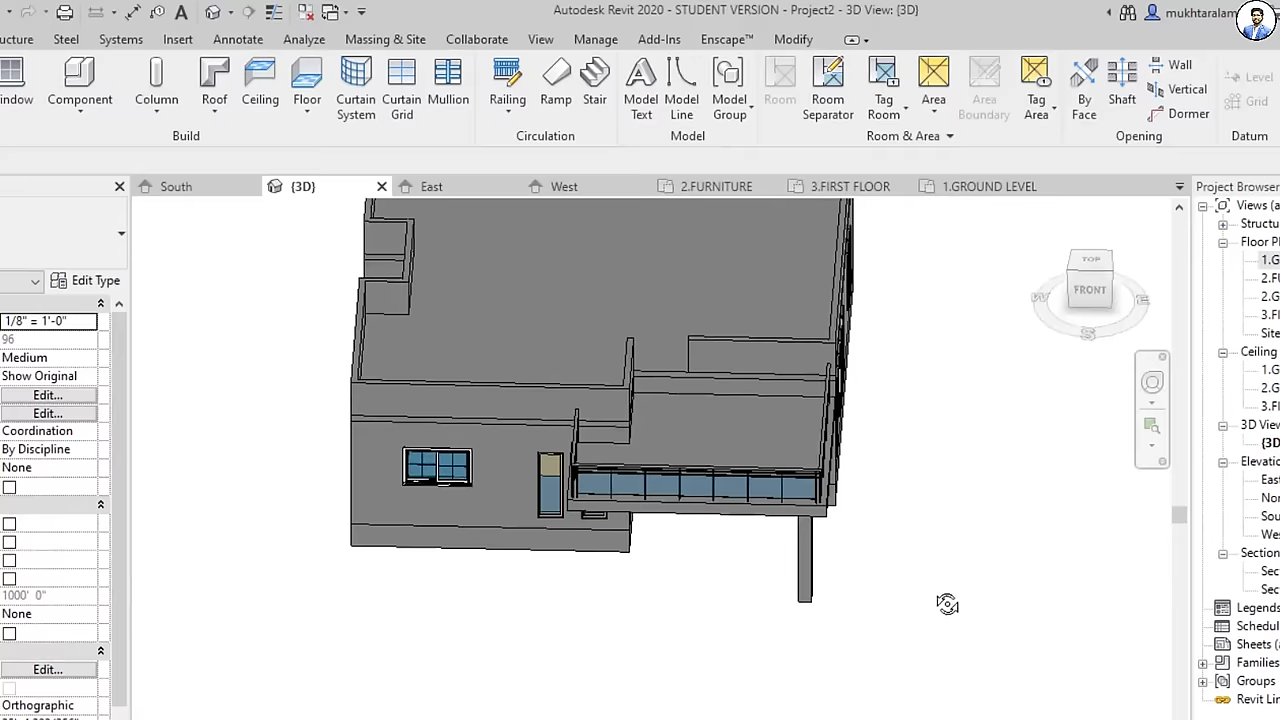 Autodesk Revit 2020 - STUDENT VERSION - Project2 - 3D View: {3D}
mukhtaralam
ucture Steel Systems Insert Annotate Analyze Massing & Site Collaborate View Manage Add-Ins Enscape™ Modify
indow Component Column Roof Ceiling Floor Curtain System Curtain Grid Mullion Railing Ramp Stair Model Text Model Line Model Group Room Room Separator Tag Room Area Area Boundary Tag Area By Face Shaft Wall Vertical Dormer Level Grid
Build Circulation Model Room & Area Opening Datum
South {3D} East West 2.FURNITURE 3.FIRST FLOOR 1.GROUND LEVEL
Project Browser
Edit Type
1/8" = 1'-0"
96
Medium
Show Original
Edit...
Edit...
Coordination
By Discipline
None
1000' 0"
None
Edit...
Orthographic
TOP
FRONT
W
E
S
Views (a
Structu
Floor Pl
1.G
2.FU
2.G
3.FI
Site
Ceiling
1.G
2.G
3.F
3D View
{3D
Elevatio
East
No
Sou
We
Section
Sec
Sec
Legends
Schedul
Sheets (a
Families
Groups
Revit Lin